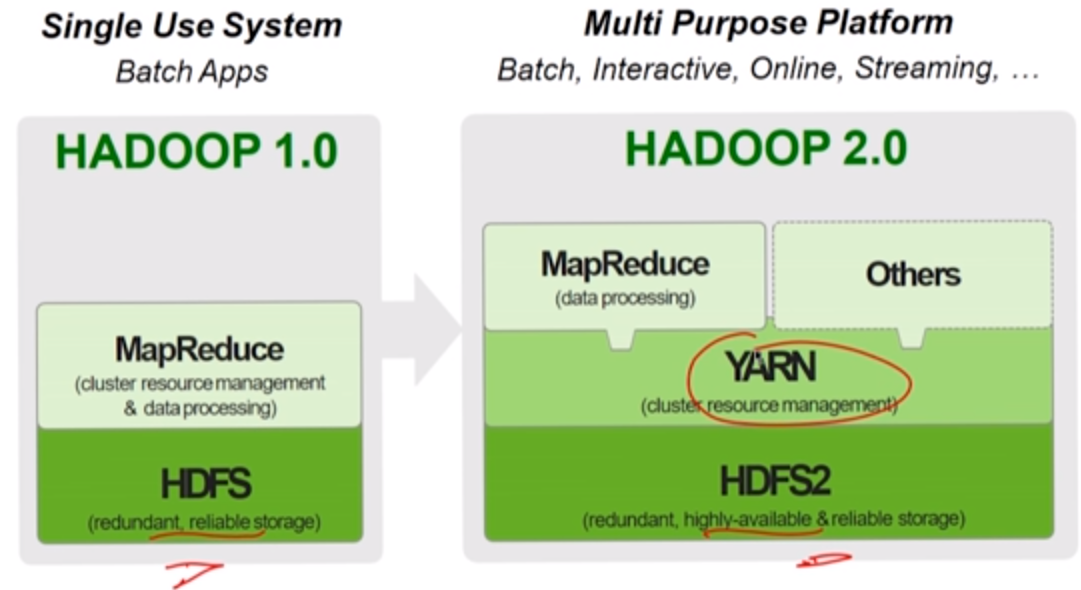 Single Use System
Batch Apps
HADOOP 1.0
MapReduce
(cluster resource management
& data processing)
HDFS
(redundant, reliable storage)
Multi Purpose Platform
Batch, Interactive, Online, Streaming, …
HADOOP 2.0
MapReduce
(data processing)
Others
YARN
(cluster resource management)
HDFS2
(redundant, highly-available & reliable storage)